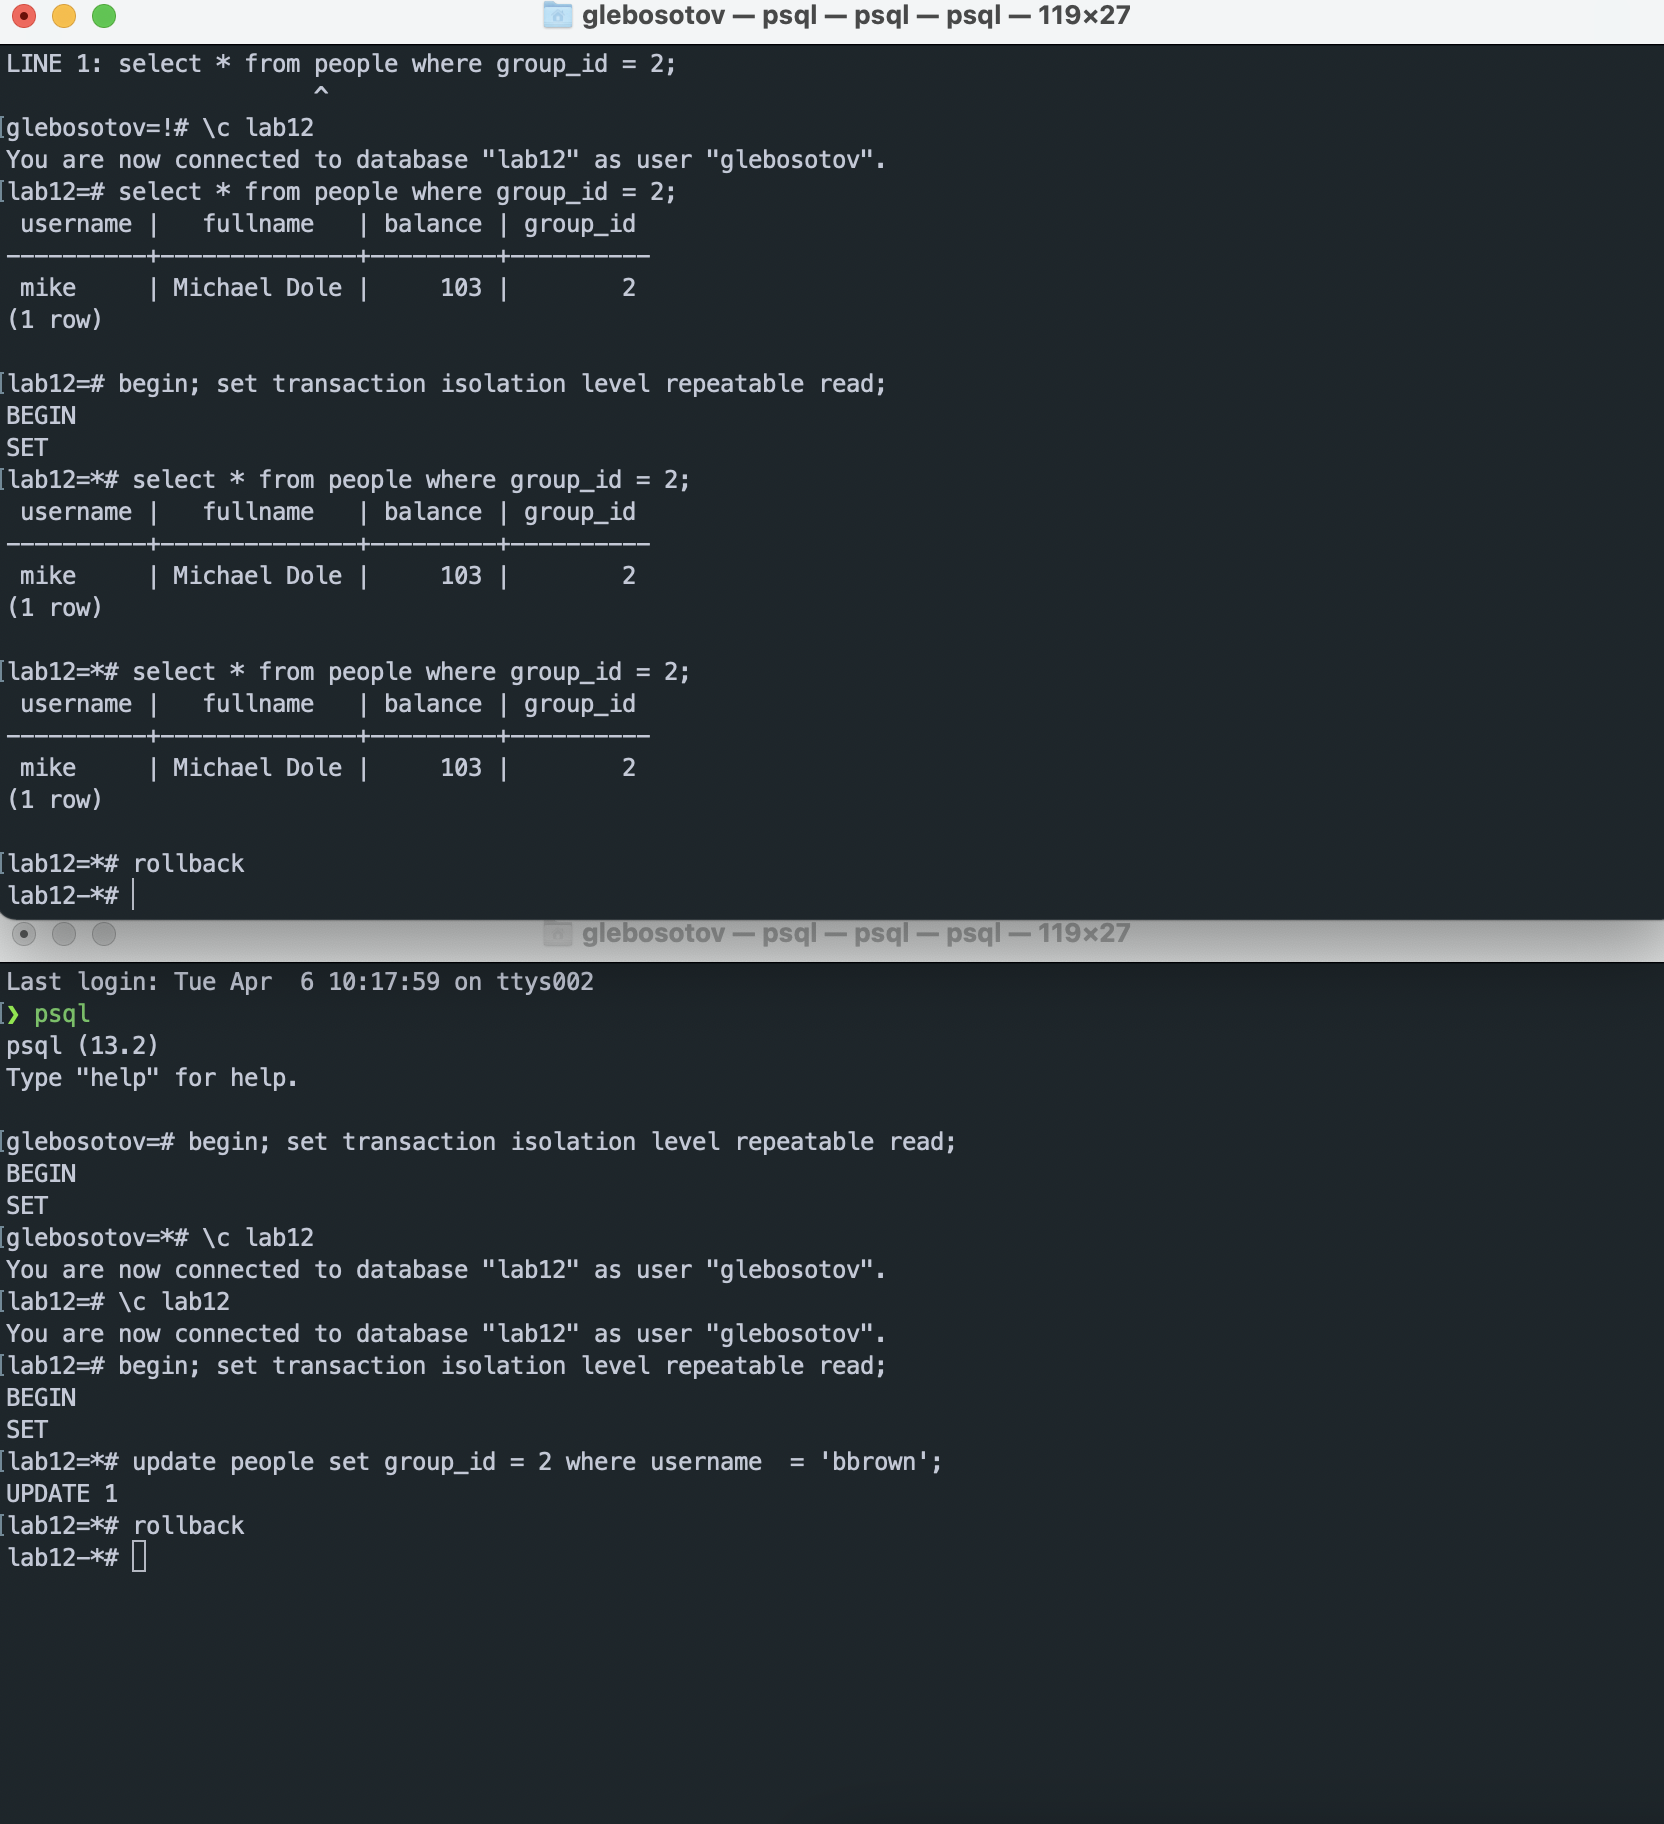 glebosotov — psql — psql — psql — 119×27
LINE 1: select * from people where group_id = 2;
                      ^
glebosotov=!# \c lab12
You are now connected to database "lab12" as user "glebosotov".
lab12=# select * from people where group_id = 2;
 username |   fullname   | balance | group_id
----------+--------------+---------+----------
 mike     | Michael Dole |     103 |        2
(1 row)

lab12=# begin; set transaction isolation level repeatable read;
BEGIN
SET
lab12=*# select * from people where group_id = 2;
 username |   fullname   | balance | group_id
----------+--------------+---------+----------
 mike     | Michael Dole |     103 |        2
(1 row)

lab12=*# select * from people where group_id = 2;
 username |   fullname   | balance | group_id
----------+--------------+---------+----------
 mike     | Michael Dole |     103 |        2
(1 row)

lab12=*# rollback
lab12-*#
glebosotov — psql — psql — psql — 119×27
Last login: Tue Apr  6 10:17:59 on ttys002
❯ psql
psql (13.2)
Type "help" for help.

glebosotov=# begin; set transaction isolation level repeatable read;
BEGIN
SET
glebosotov=*# \c lab12
You are now connected to database "lab12" as user "glebosotov".
lab12=# \c lab12
You are now connected to database "lab12" as user "glebosotov".
lab12=# begin; set transaction isolation level repeatable read;
BEGIN
SET
lab12=*# update people set group_id = 2 where username  = 'bbrown';
UPDATE 1
lab12=*# rollback
lab12-*#